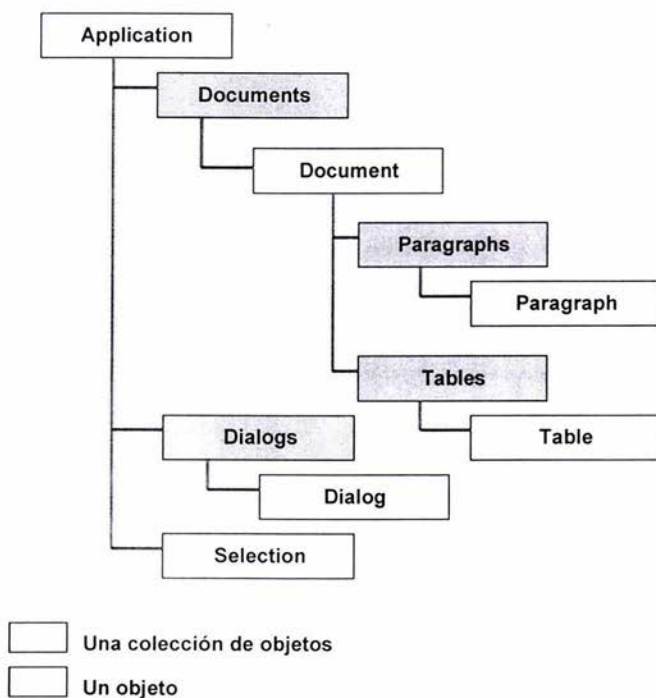 Application
Documents
Document
Paragraphs
Paragraph
Tables
Table
Dialogs
Dialog
Selection
Una colección de objetos
Un objeto